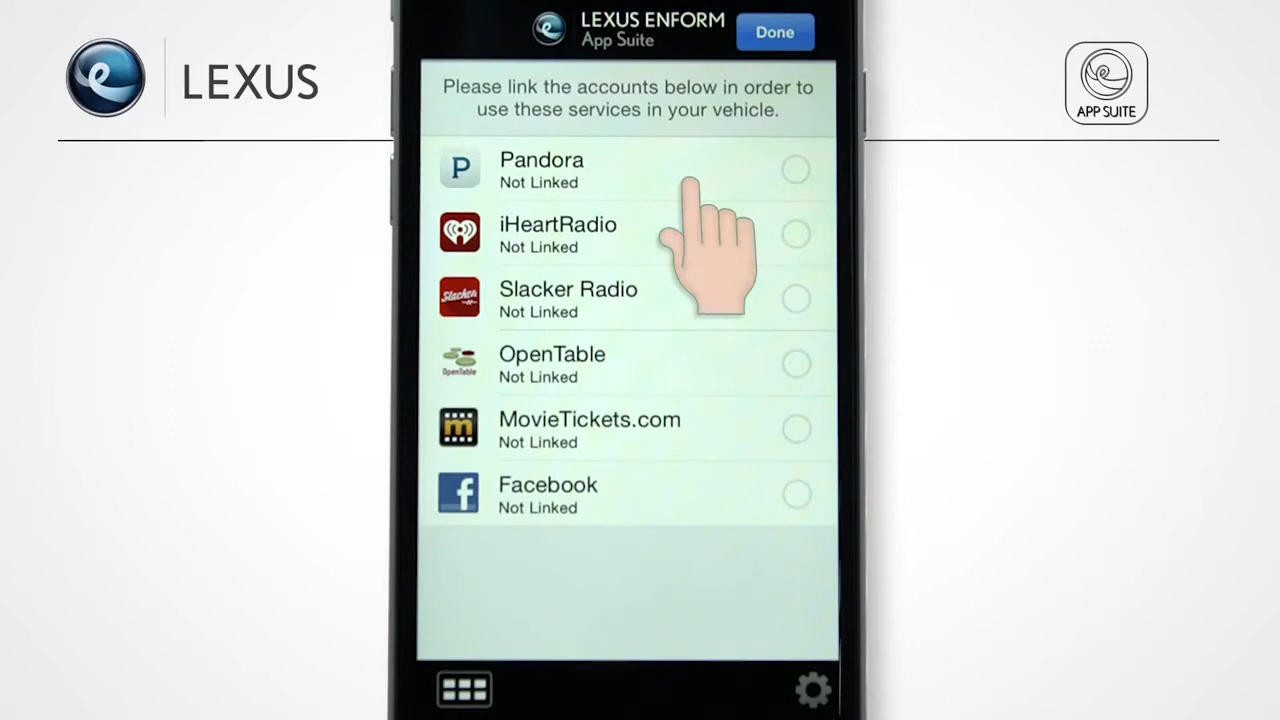 LEXUS
LEXUS ENFORM
App Suite
Done
APP SUITE
Please link the accounts below in order to
use these services in your vehicle.
P
Pandora
Not Linked
iHeartRadio
Not Linked
Slacker
Slacker Radio
Not Linked
OpenTable
OpenTable
Not Linked
m
MovieTickets.com
Not Linked
f
Facebook
Not Linked